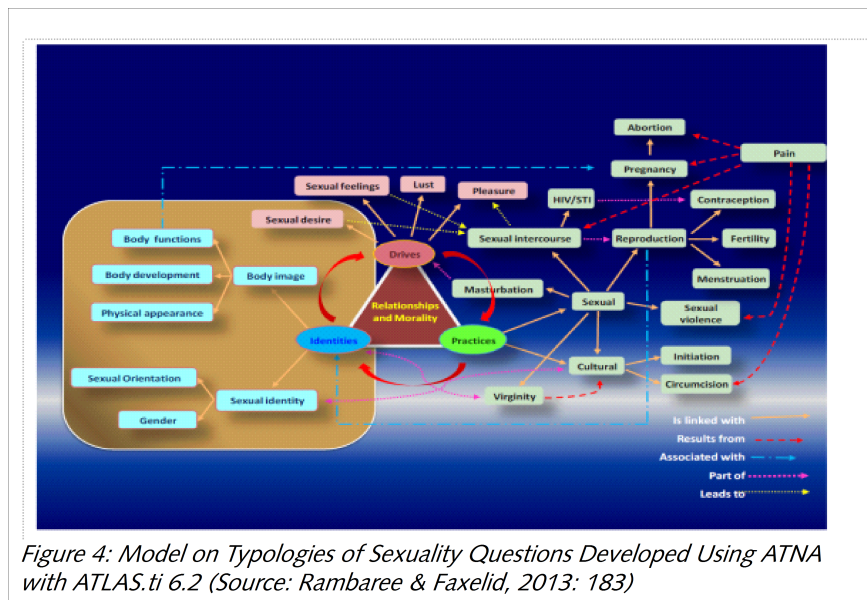 Abortion
Pain
Pregnancy
Sexual feelings
Lust
Pleasure
HIV/STI
Contraception
Sexual desire
Body functions
Sexual intercourse
Reproduction
Fertility
Drives
Body development
Body image
Masturbation
Menstruation
Physical appearance
Relationships
and Morality
Sexual
Sexual
violence
Identities
Practices
Cultural
Initiation
Sexual Orientation
Circumcision
Sexual identity
Virginity
Gender
Is linked with
Results from
Associated with
Part of
Leads to
Figure 4: Model on Typologies of Sexuality Questions Developed Using ATNA
with ATLAS.ti 6.2 (Source: Rambaree & Faxelid, 2013: 183)